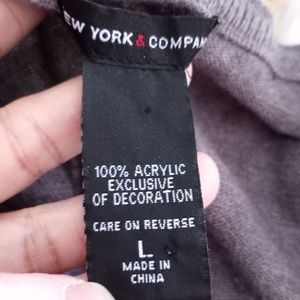 EW YORK & COMPAN
100% ACRYLIC
EXCLUSIVE
OF DECORATION
CARE ON REVERSE
L
MADE IN
CHINA